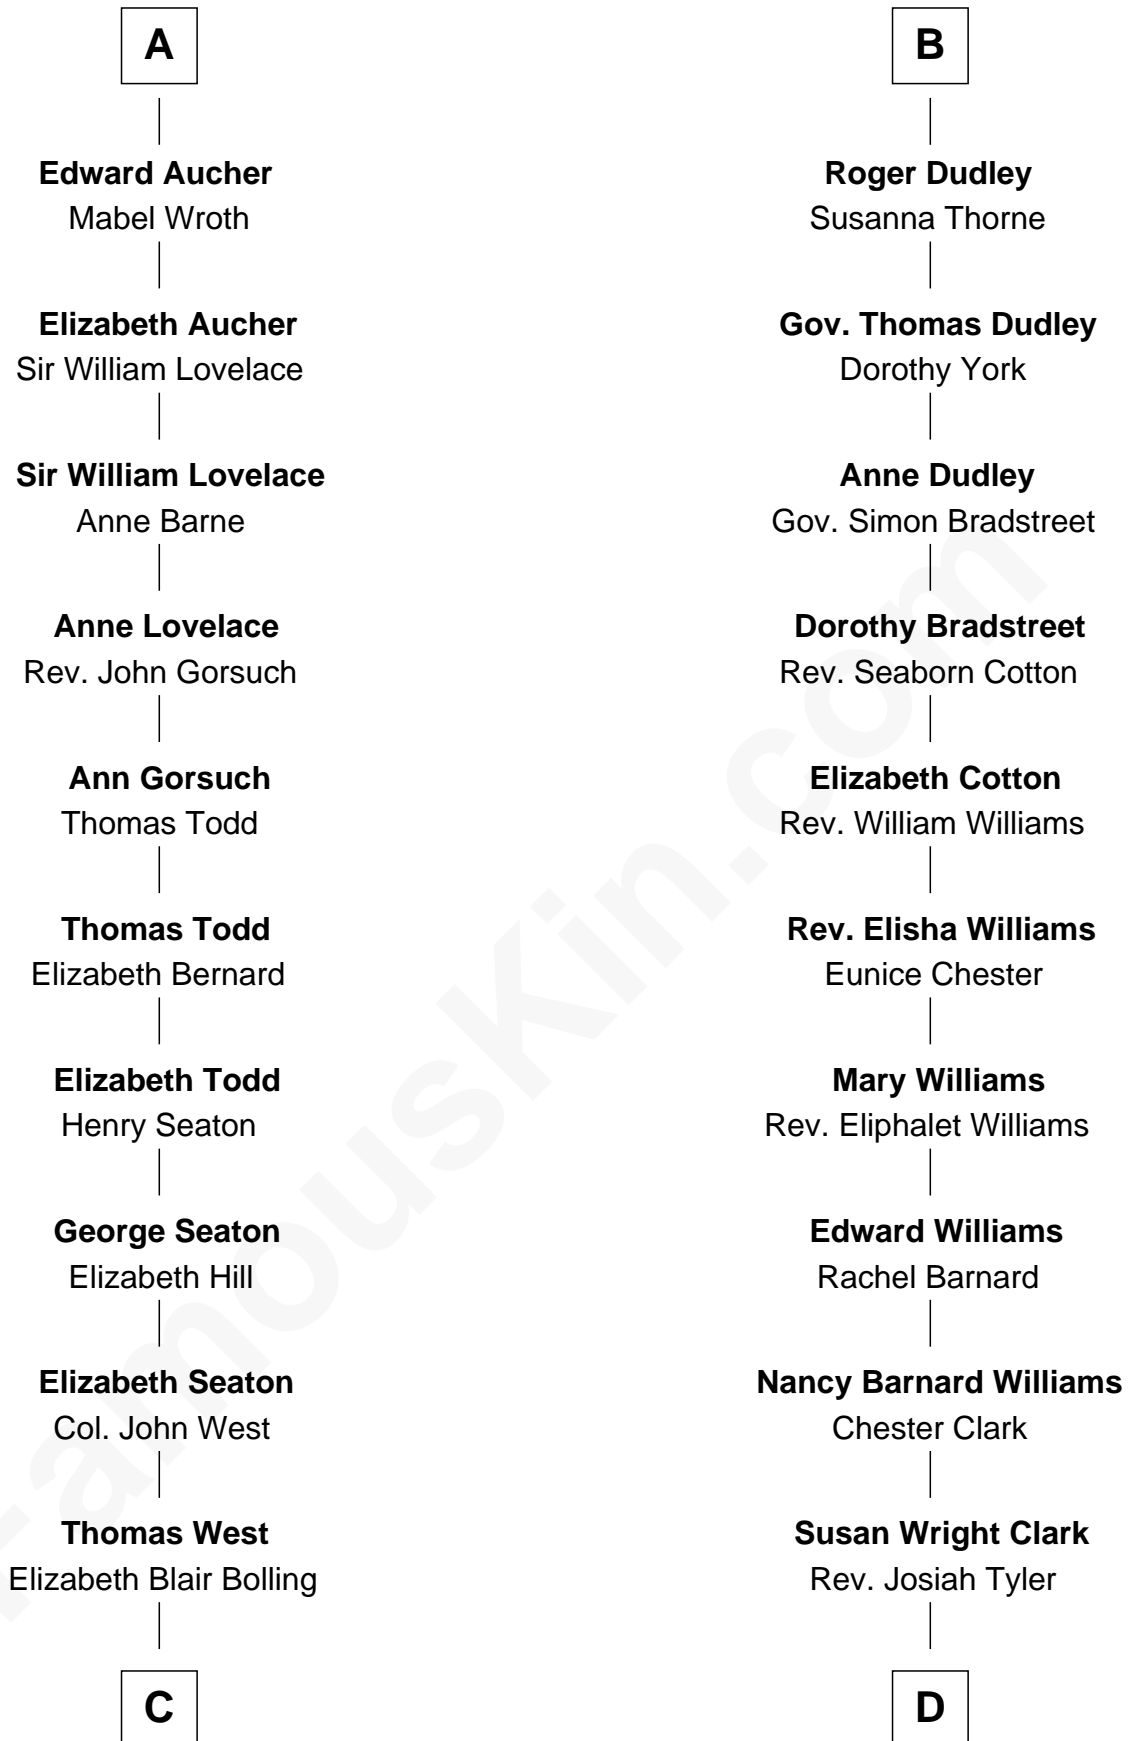 A
Edward Aucher
Mabel Wroth
Elizabeth Aucher
Sir William Lovelace
Sir William Lovelace
Anne Barne
Anne Lovelace
Rev. John Gorsuch
Ann Gorsuch
Thomas Todd
Thomas Todd
Elizabeth Bernard
Elizabeth Todd
Henry Seaton
George Seaton
Elizabeth Hill
Elizabeth Seaton
Col. John West
Thomas West
Elizabeth Blair Bolling
C
B
Roger Dudley
Susanna Thorne
Gov. Thomas Dudley
Dorothy York
Anne Dudley
Gov. Simon Bradstreet
Dorothy Bradstreet
Rev. Seaborn Cotton
Elizabeth Cotton
Rev. William Williams
Rev. Elisha Williams
Eunice Chester
Mary Williams
Rev. Eliphalet Williams
Edward Williams
Rachel Barnard
Nancy Barnard Williams
Chester Clark
Susan Wright Clark
Rev. Josiah Tyler
D
FamousKin.com